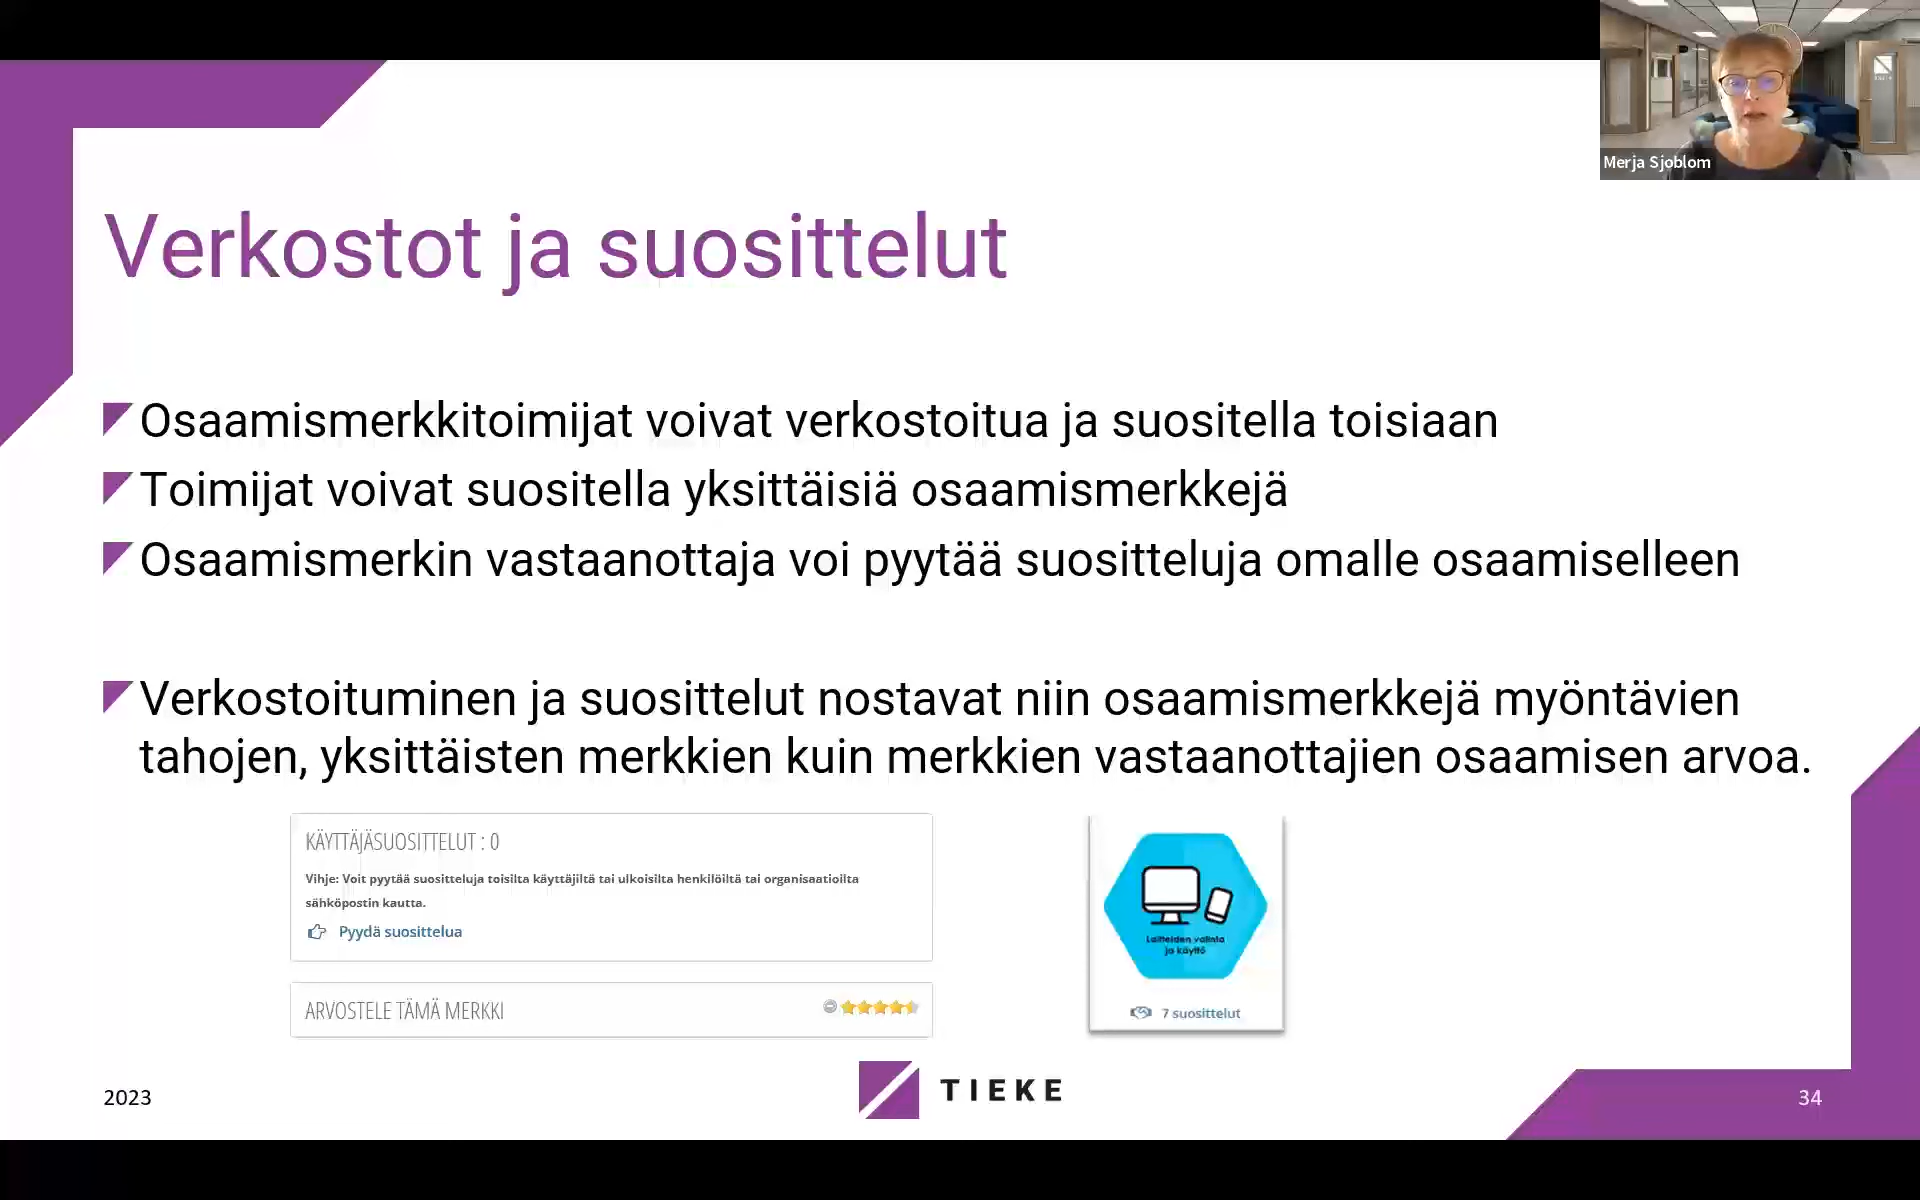 Merja Sjoblom
Verkostot ja suosittelut
Osaamismerkkitoimijat voivat verkostoitua ja suositella toisiaan
Toimijat voivat suositella yksittäisiä osaamismerkkejä
Osaamismerkin vastaanottaja voi pyytää suositteluja omalle osaamiselleen
Verkostoituminen ja suosittelut nostavat niin osaamismerkkejä myöntävien
tahojen, yksittäisten merkkien kuin merkkien vastaanottajien osaamisen arvoa.
KÄYTTÄJÄSUOSITTELUT : 0
Vihje: Voit pyytää suositteluja toisilta käyttäjiltä tai ulkoisilta henkilöiltä tai organisaatioilta
sähköpostin kautta.
Pyydä suosittelua
ARVOSTELE TÄMÄ MERKKI
Laitteiden valinta
ja käyttö
7 suosittelut
2023
TIEKE
34